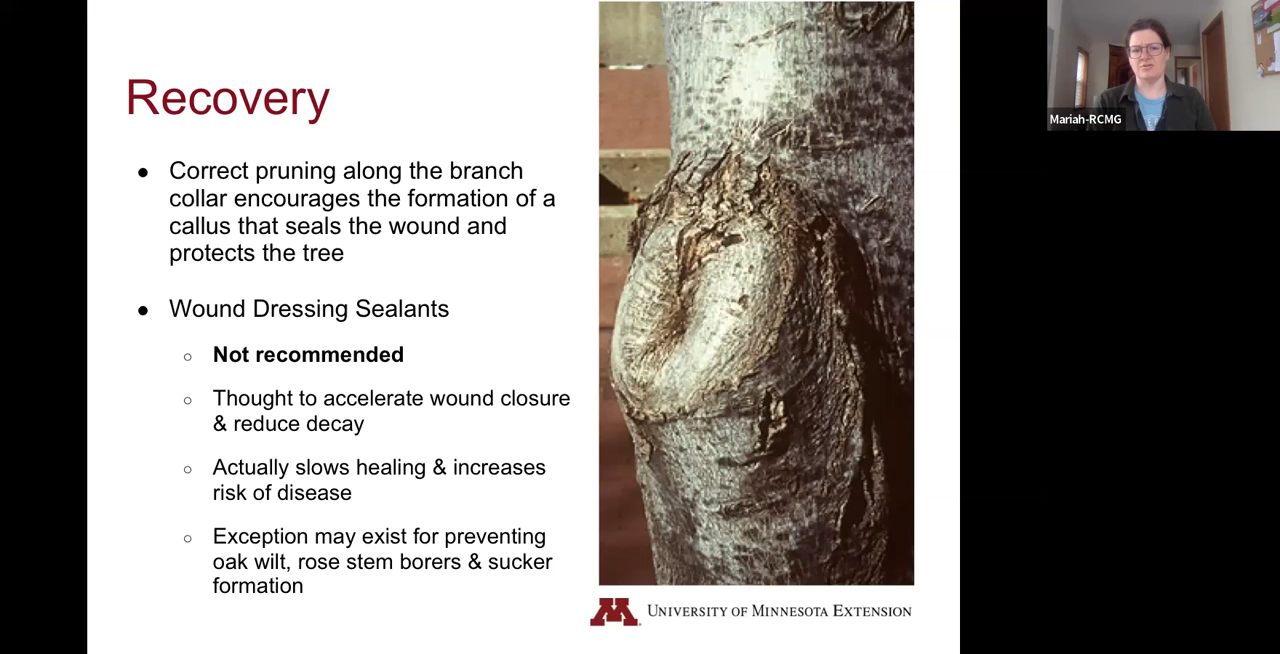 Recovery
● Correct pruning along the branch
collar encourages the formation of a
callus that seals the wound and
protects the tree
● Wound Dressing Sealants
○ Not recommended
○ Thought to accelerate wound closure
& reduce decay
○ Actually slows healing & increases
risk of disease
○ Exception may exist for preventing
oak wilt, rose stem borers & sucker
formation
M UNIVERSITY OF MINNESOTA EXTENSION
Mariah-RCMG